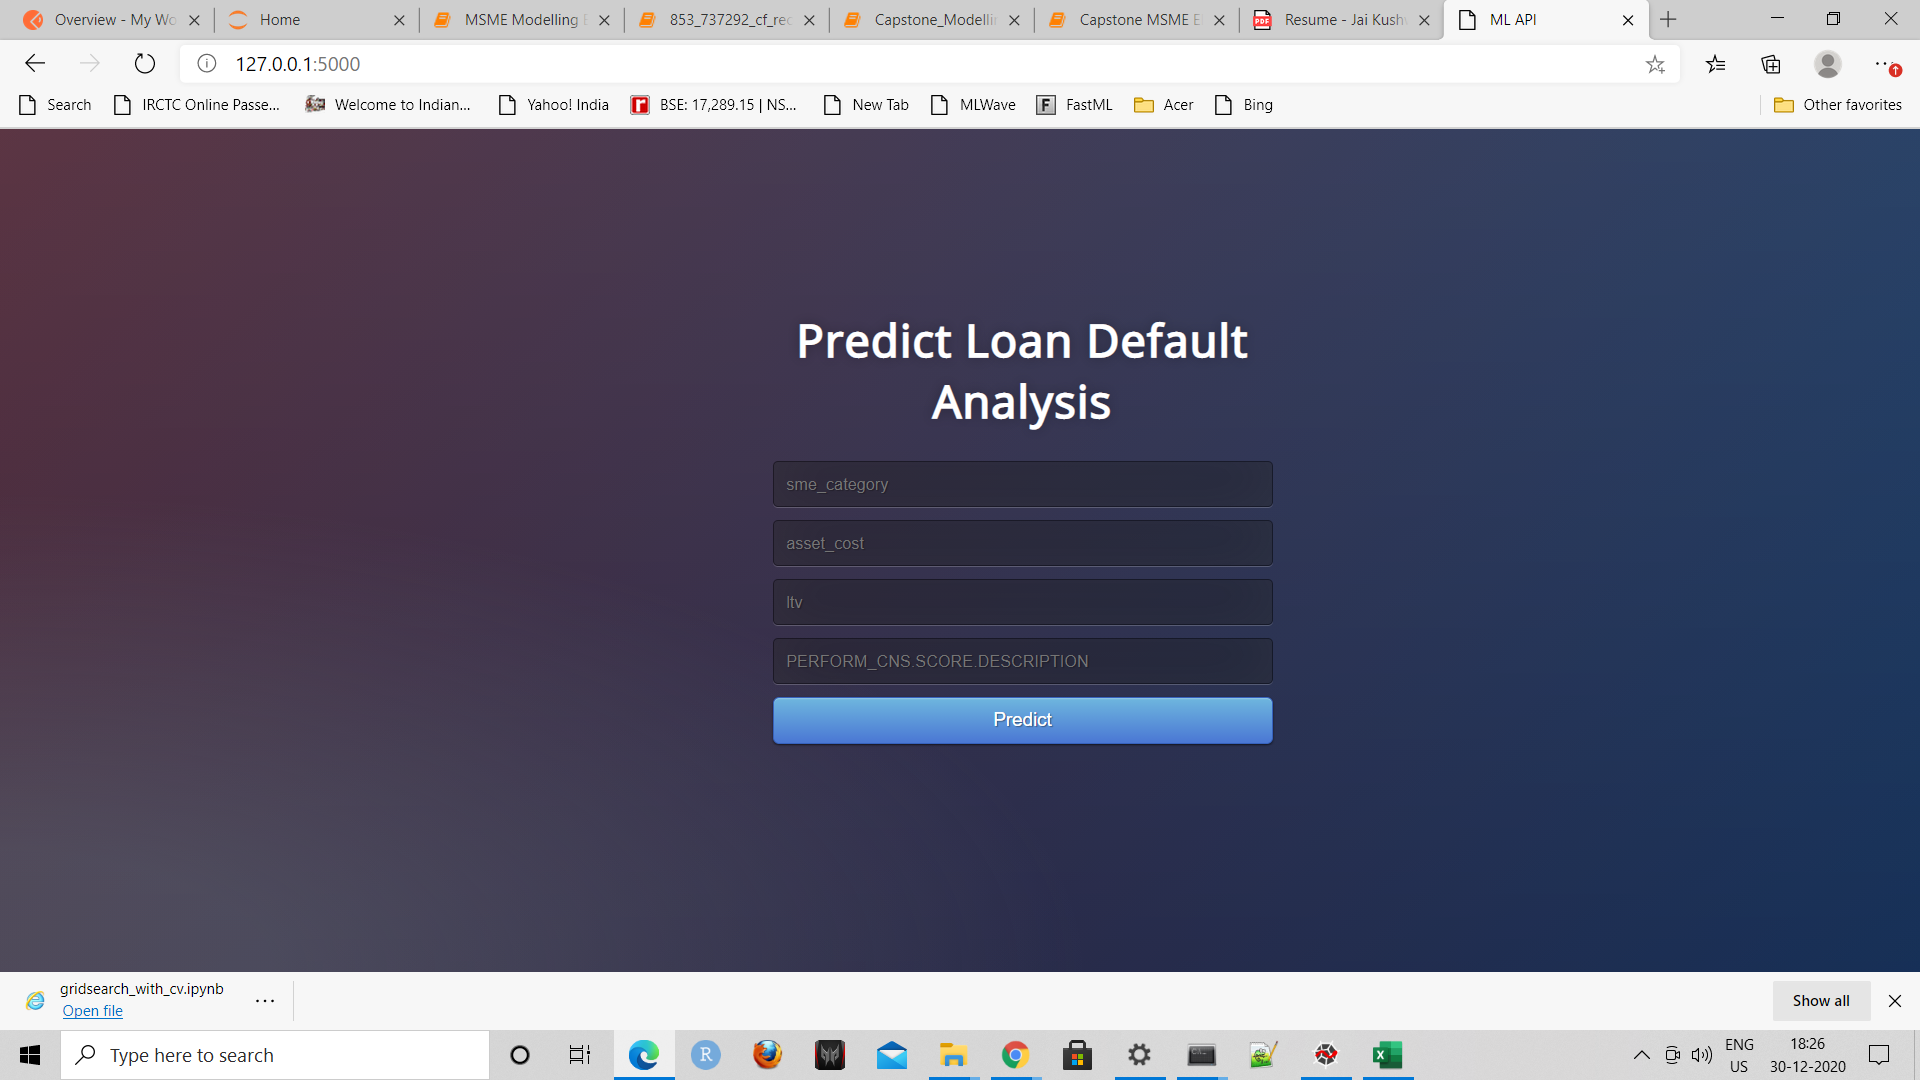 Overview - My Wo
Home
MSME Modelling E
853_737292_cf_rec
Capstone_Modellin
Capstone MSME E
Resume - Jai Kushw
ML API
127.0.0.1:5000
Search
IRCTC Online Passe...
Welcome to Indian...
Yahoo! India
BSE: 17,289.15 | NS...
New Tab
MLWave
FastML
Acer
Bing
Other favorites
Predict Loan Default
Analysis
sme_category
asset_cost
ltv
PERFORM_CNS.SCORE.DESCRIPTION
Predict
gridsearch_with_cv.ipynb
Open file
Show all
Type here to search
ENG
US
18:26
30-12-2020